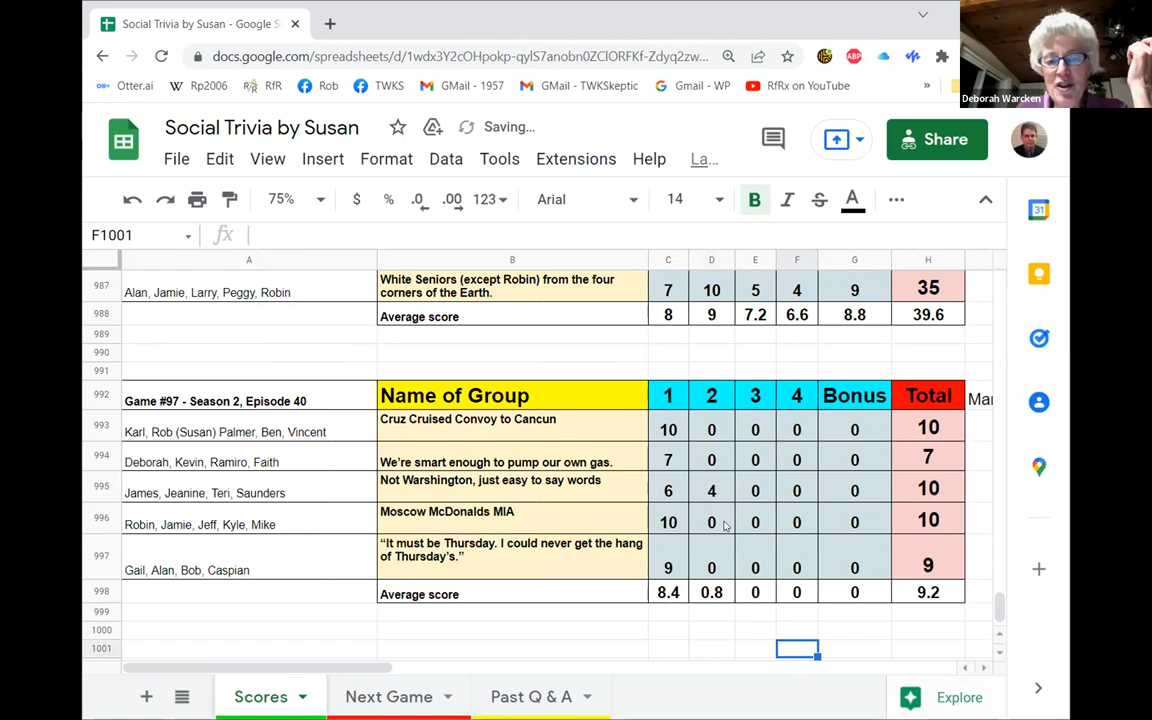 Social Trivia by Susan - Google S
docs.google.com/spreadsheets/d/1wdx3Y2cOHpokp-qylS7anobn0ZClORFKf-Zdyq2zw...
ABP
Otter.ai Rp2006 RfR Rob TWKS GMail - 1957 GMail - TWKSkeptic Gmail - WP RfRx on YouTube »
Deborah Warcken
Social Trivia by Susan Saving...
File Edit View Insert Format Data Tools Extensions Help La...
Share
75% $ % .0 .00 123 Arial 14 B I S A
F1001 fx
31
A B C D E F G H
987 Alan, Jamie, Larry, Peggy, Robin White Seniors (except Robin) from the four corners of the Earth. 7 10 5 4 9 35
988 Average score 8 9 7.2 6.6 8.8 39.6
989
990
991
992 Game #97 - Season 2, Episode 40 Name of Group 1 2 3 4 Bonus Total Mar
993 Karl, Rob (Susan) Palmer, Ben, Vincent Cruz Cruised Convoy to Cancun 10 0 0 0 0 10
994 Deborah, Kevin, Ramiro, Faith We're smart enough to pump our own gas. 7 0 0 0 0 7
995 James, Jeanine, Teri, Saunders Not Warshington, just easy to say words 6 4 0 0 0 10
996 Robin, Jamie, Jeff, Kyle, Mike Moscow McDonalds MIA 10 0 0 0 0 10
997 Gail, Alan, Bob, Caspian “It must be Thursday. I could never get the hang of Thursday's.” 9 0 0 0 0 9
998 Average score 8.4 0.8 0 0 0 9.2
999
1000
1001
Scores Next Game Past Q & A Explore